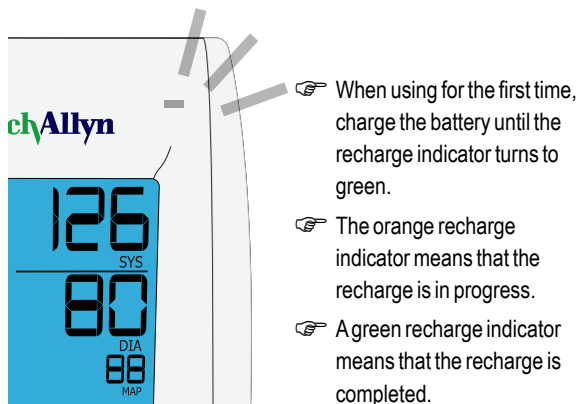 ch Allyn
126
SYS
80
DIA
88
MAP
☞ When using for the first time,
charge the battery until the
recharge indicator turns to
green.
☞ The orange recharge
indicator means that the
recharge is in progress.
☞ A green recharge indicator
means that the recharge is
completed.